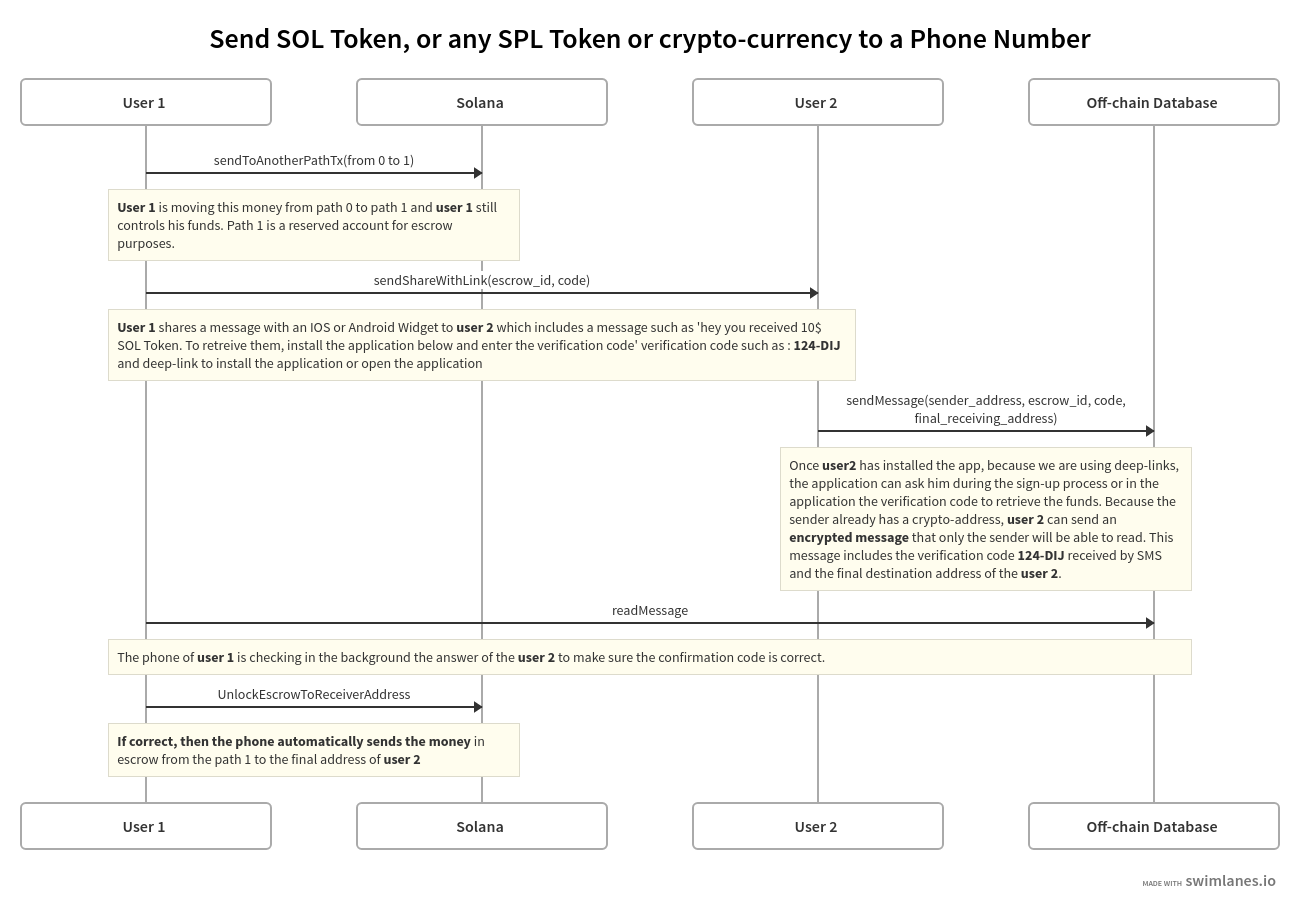 Send SOL Token, or any SPL Token or crypto-currency to a Phone Number
User 1
Solana
User 2
Off-chain Database
sendToAnotherPathTx(from 0 to 1)
User 1 is moving this money from path 0 to path 1 and user 1 still
controls his funds. Path 1 is a reserved account for escrow
purposes.
sendShareWithLink(escrow_id, code)
User 1 shares a message with an IOS or Android Widget to user 2 which includes a message such as 'hey you received 10$
SOL Token. To retreive them, install the application below and enter the verification code' verification code such as : 124-DIJ
and deep-link to install the application or open the application
sendMessage(sender_address, escrow_id, code,
final_receiving_address)
Once user2 has installed the app, because we are using deep-links,
the application can ask him during the sign-up process or in the
application the verification code to retrieve the funds. Because the
sender already has a crypto-address, user 2 can send an
encrypted message that only the sender will be able to read. This
message includes the verification code 124-DIJ received by SMS
and the final destination address of the user 2.
readMessage
The phone of user 1 is checking in the background the answer of the user 2 to make sure the confirmation code is correct.
UnlockEscrowToReceiverAddress
If correct, then the phone automatically sends the money in
escrow from the path 1 to the final address of user 2
User 1
Solana
User 2
Off-chain Database
MADE WITH swimlanes.io